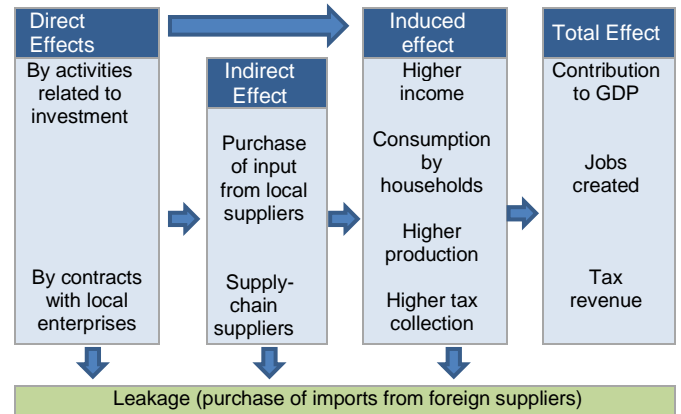 Direct
Effects
By activities
related to
investment
By contracts
with local
enterprises
Indirect
Effect
Purchase
of input
from local
suppliers
Supply-
chain
suppliers
Induced
effect
Higher
income
Consumption
by
households
Higher
production
Higher tax
collection
Total Effect
Contribution
to GDP
Jobs
created
Tax
revenue
Leakage (purchase of imports from foreign suppliers)